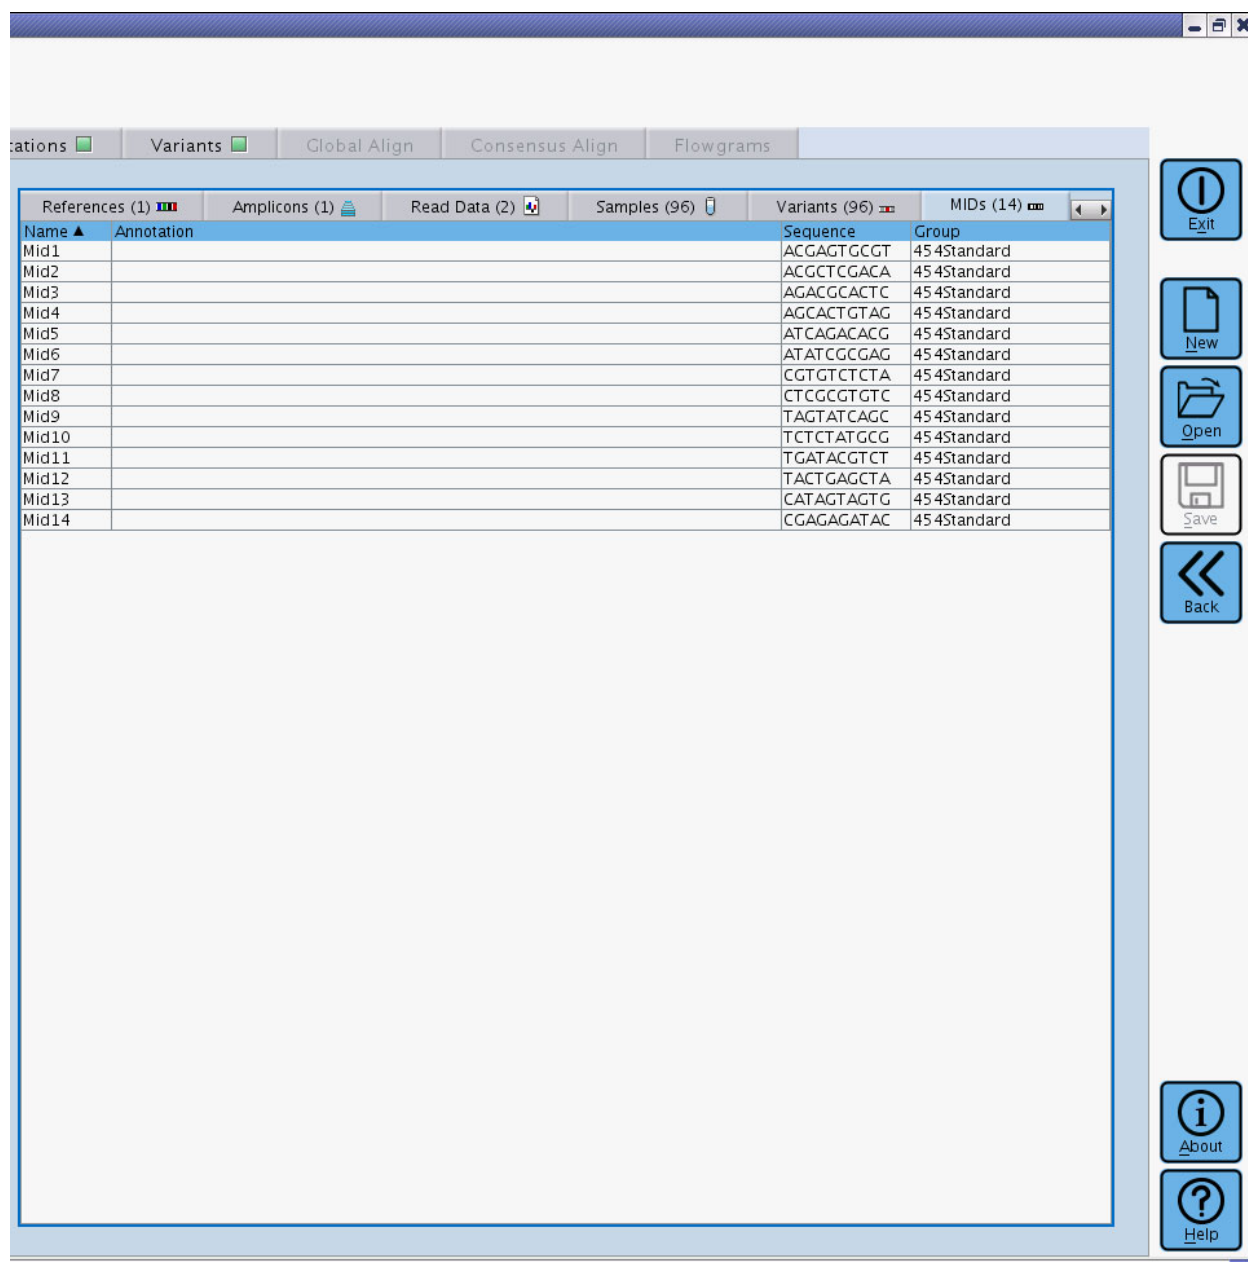 ations Variants Global Align Consensus Align Flowgrams
References (1) Amplicons (1) Read Data (2) Samples (96) Variants (96) MIDs (14)
Name Annotation Sequence Group
Mid1 ACGAGTGCGT 454Standard
Mid2 ACGCTCGACA 454Standard
Mid3 AGACGCACTC 454Standard
Mid4 AGCACTGTAG 454Standard
Mid5 ATCAGACACG 454Standard
Mid6 ATATCGCGAG 454Standard
Mid7 CGTGTCTCTA 454Standard
Mid8 CTCGCGTGTC 454Standard
Mid9 TAGTATCAGC 454Standard
Mid10 TCTCTATGCG 454Standard
Mid11 TGATACGTCT 454Standard
Mid12 TACTGAGCTA 454Standard
Mid13 CATAGTAGTG 454Standard
Mid14 CGAGAGATAC 454Standard
Exit
New
Open
Save
Back
About
Help